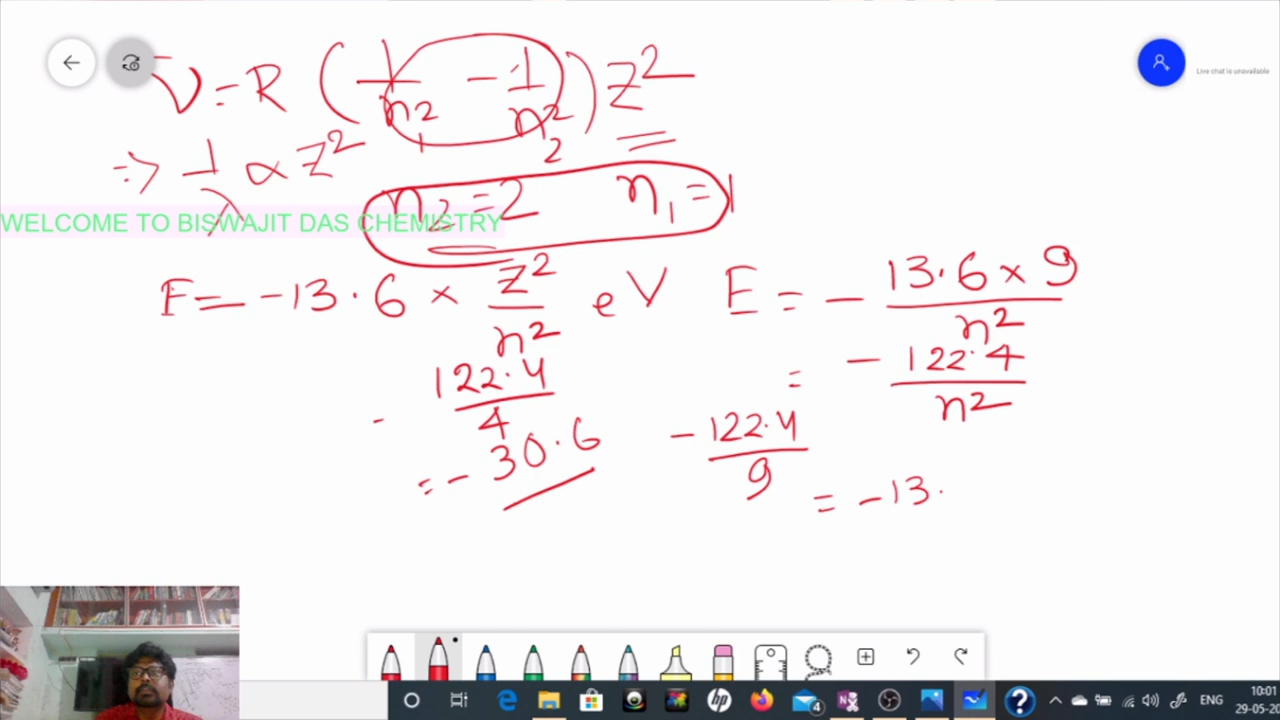 ν̄ = R (1/n₁² − 1/n₂²) Z²
Live chat is unavailable
⇒ 1/λ ∝ Z²
n₂ = 2 n₁ = 1
WELCOME TO BISWAJIT DAS CHEMISTRY
E = −13.6 × Z²/n² eV
E = − 13.6 × 9/n²
= − 122.4/n²
- 122.4/4
= − 30.6
− 122.4/9
= −13.
ENG
10:01
29-05-20
4
hp